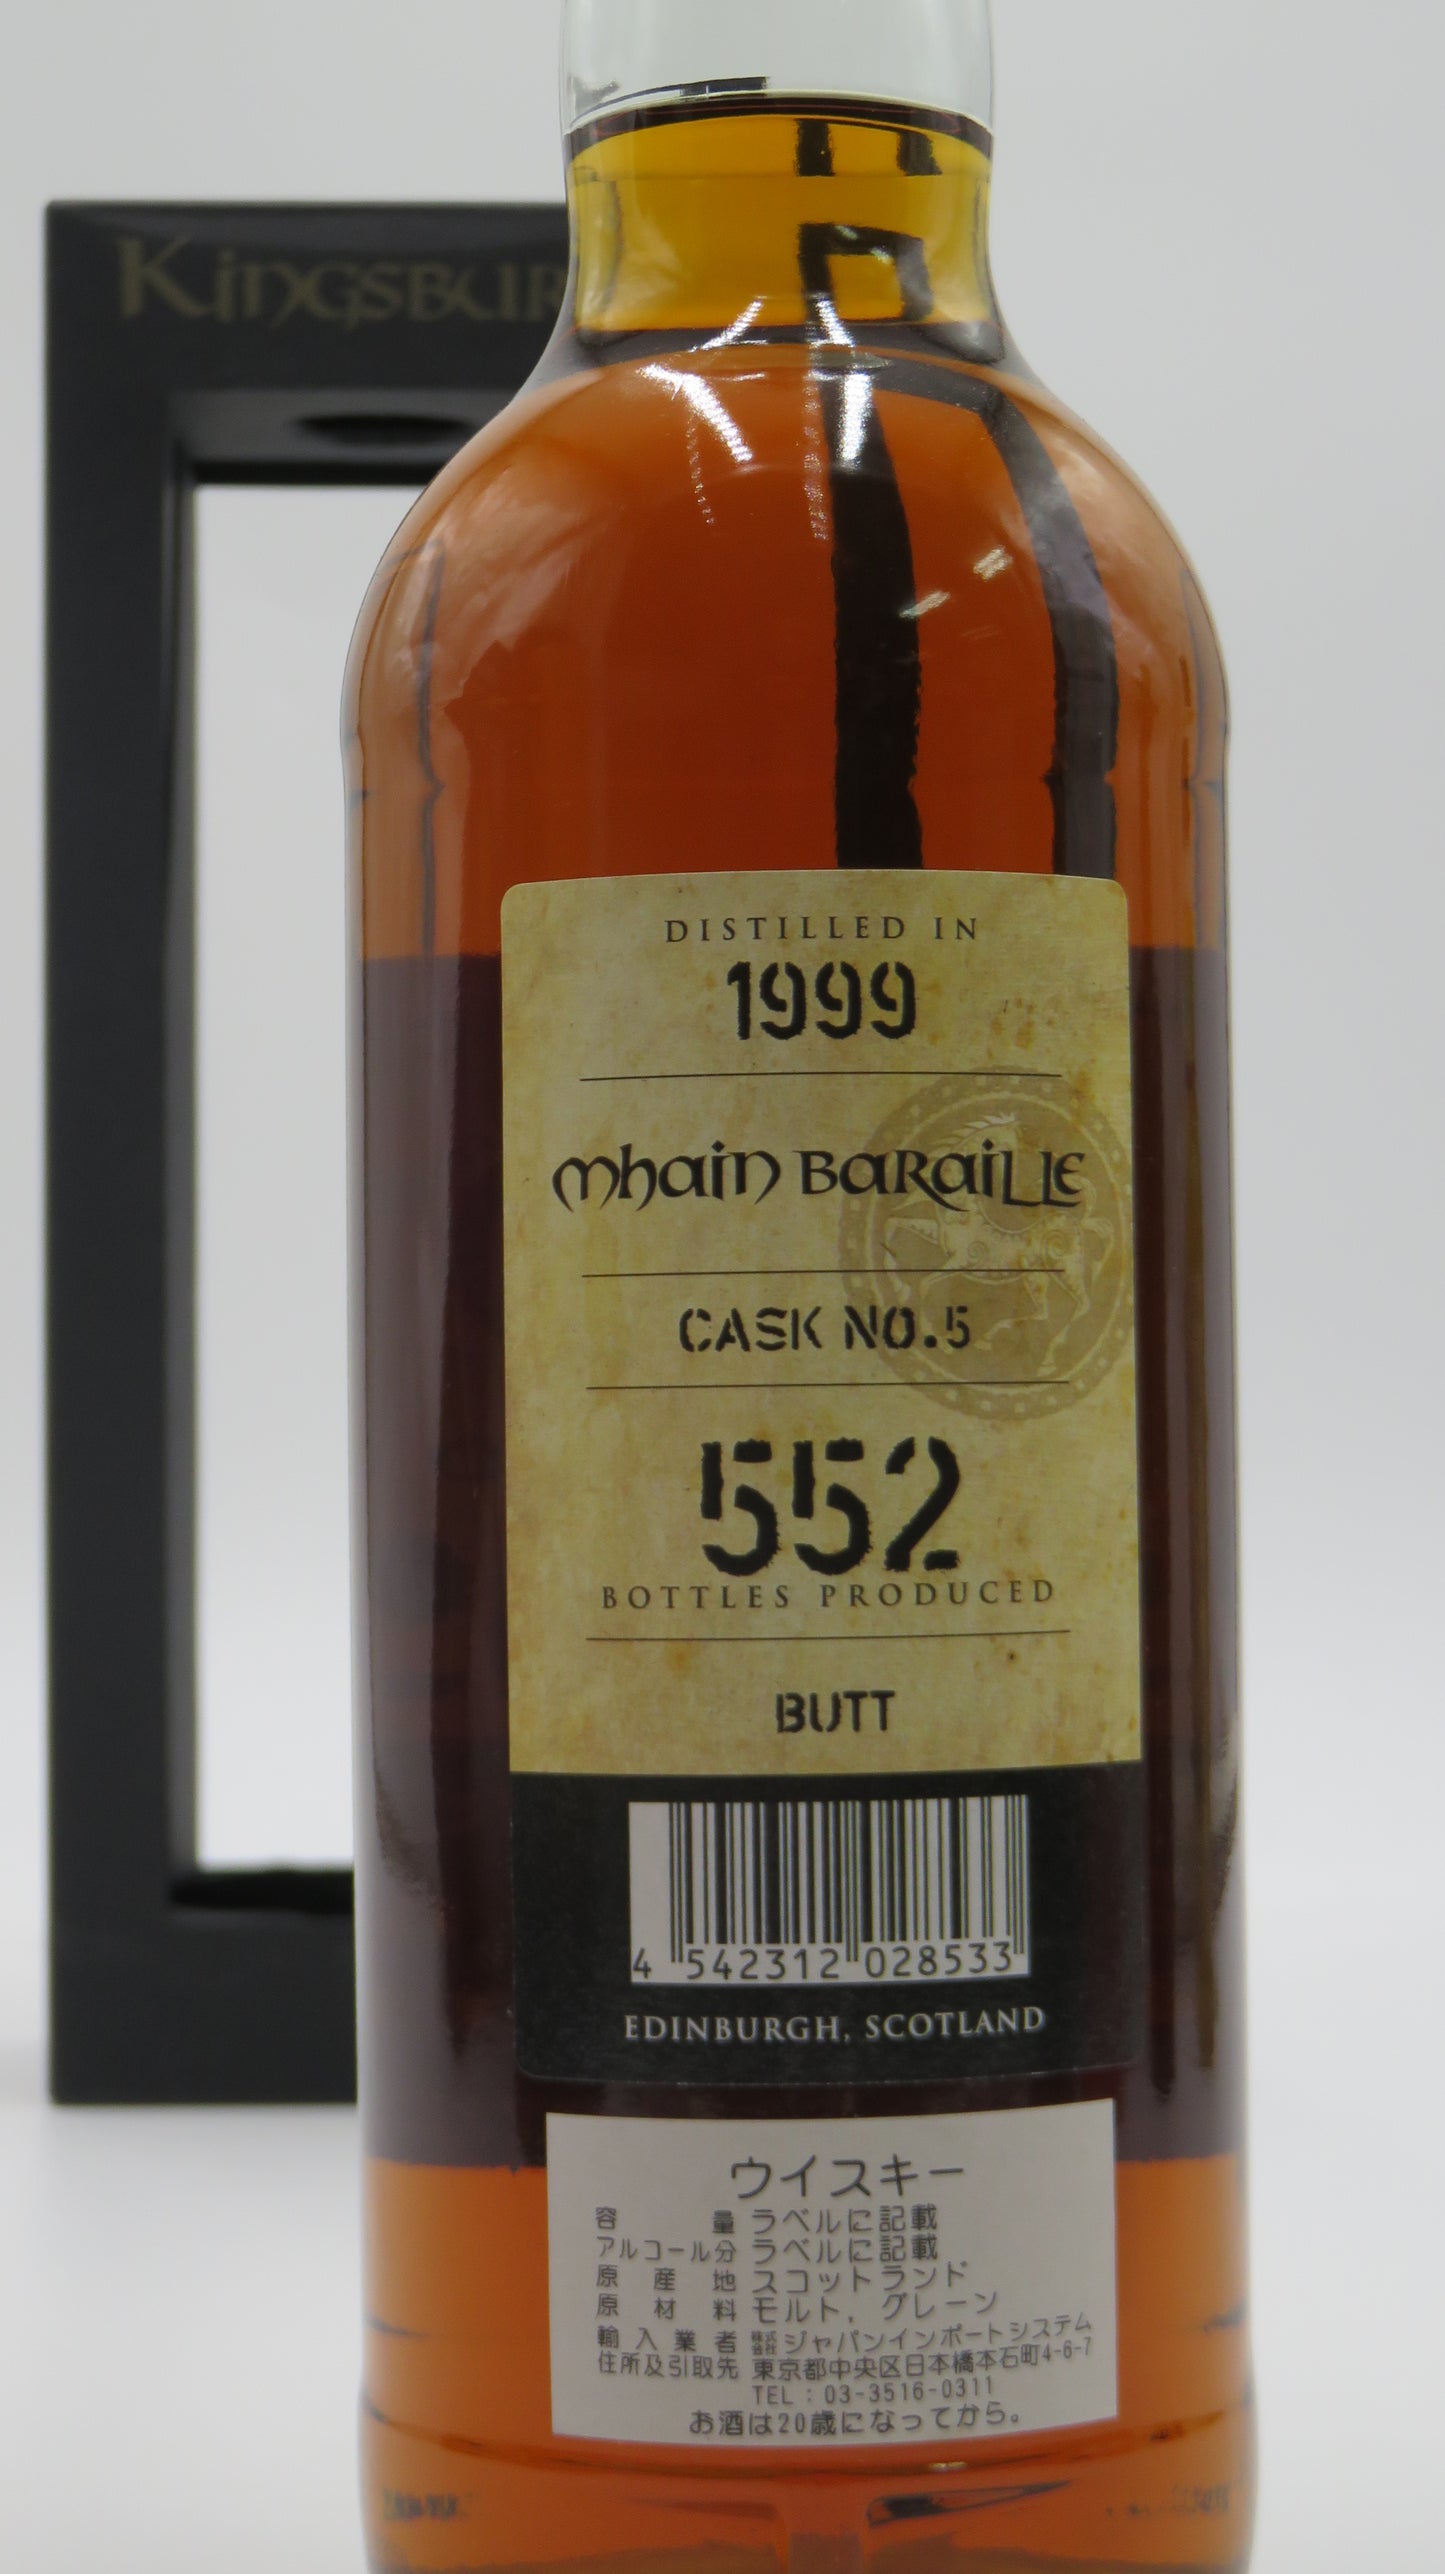 KINGSBUR
DISTILLED IN
1999
Mhain Baraille
CASK NO.5
552
BOTTLES PRODUCED
BUTT
4 542312 028533
EDINBURGH, SCOTLAND
ウイスキー
容量 ラベルに記載
アルコール分 ラベルに記載
原産地 スコットランド
原材料 モルト、グレーン
輸入業者 株式会社ジャパンインポートシステム
住所及引取先 東京都中央区日本橋本石町4-6-7
TEL : 03-3516-0311
お酒は20歳になってから。